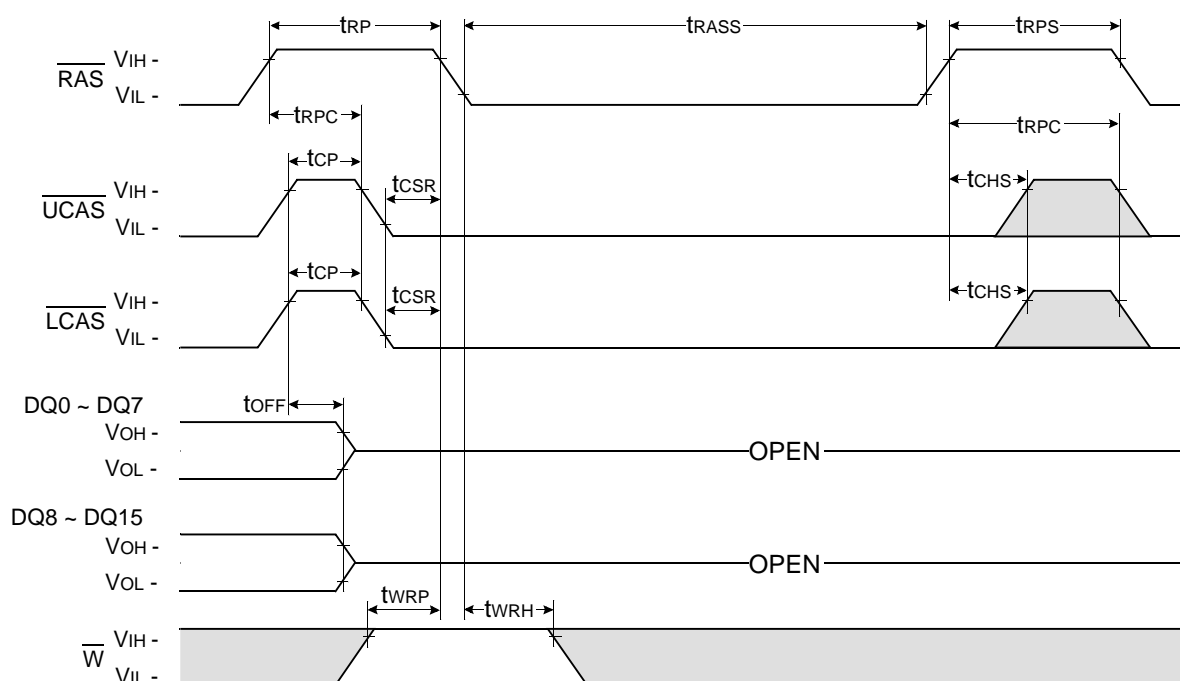 tRP tRASS tRPS
RAS VIH -
VIL -
tRPC tRPC
tCP tCSR tCHS
UCAS VIH -
VIL -
tCP tCSR tCHS
LCAS VIH -
VIL -
tOFF
DQ0 ~ DQ7
VOH -
OPEN
VOL -
DQ8 ~ DQ15
VOH -
OPEN
VOL -
tWRP tWRH
W VIH -
VIL -